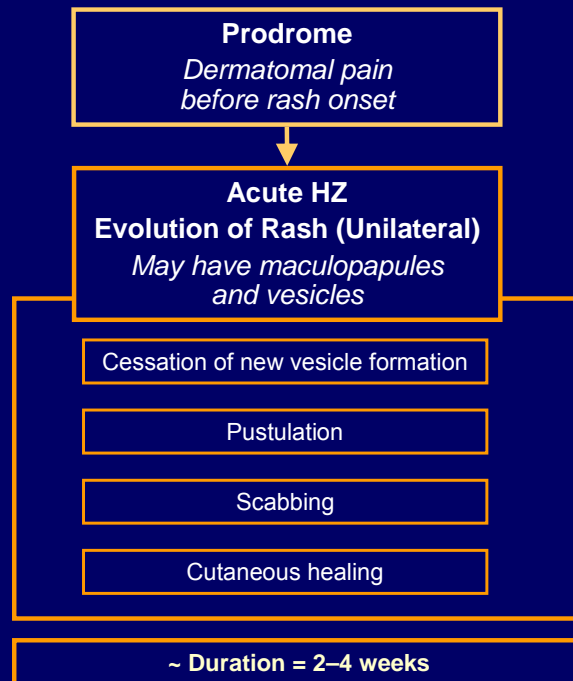 Prodrome
Dermatomal pain
before rash onset
Acute HZ
Evolution of Rash (Unilateral)
May have maculopapules
and vesicles
Cessation of new vesicle formation
Pustulation
Scabbing
Cutaneous healing
~ Duration = 2–4 weeks